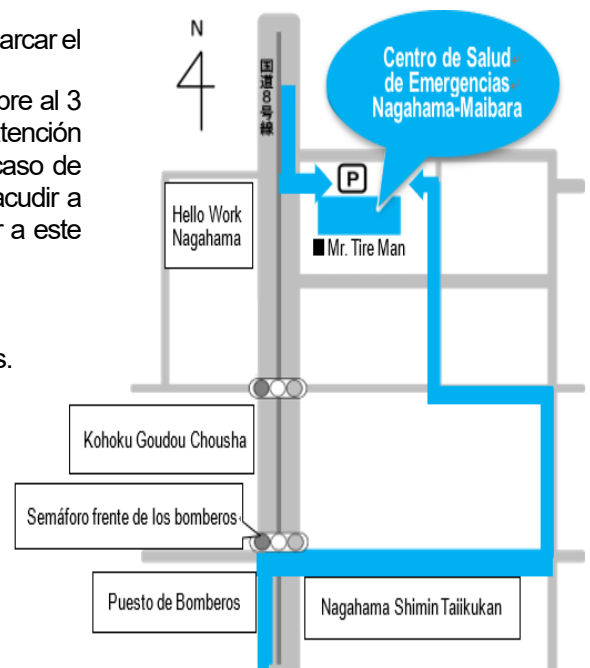 arcar el
bre al 3
tención
caso de
acudir a
r a este
s.
N
国道8号線
Centro de Salud
de Emergencias
Nagahama-Maibara
P
Hello Work
Nagahama
Mr. Tire Man
Kohoku Goudou Chousha
Semáforo frente de los bomberos
Puesto de Bomberos
Nagahama Shimin Taiikukan